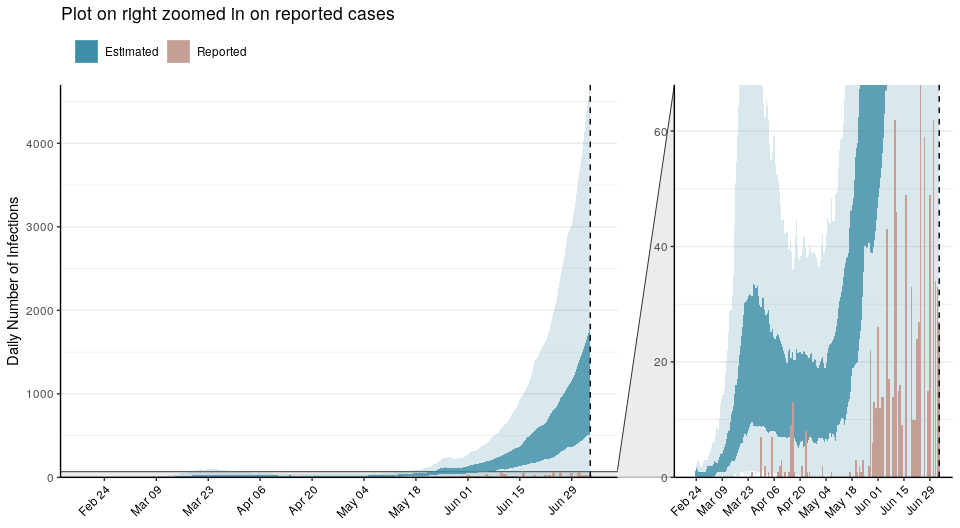 Plot on right zoomed in on reported cases
Estimated Reported
Daily Number of Infections
4000
3000
2000
1000
0
Feb 24 Mar 09 Mar 23 Apr 06 Apr 20 May 04 May 18 Jun 01 Jun 15 Jun 29
60
40
20
0
Feb 24 Mar 09 Mar 23 Apr 06 Apr 20 May 04 May 18 Jun 01 Jun 15 Jun 29